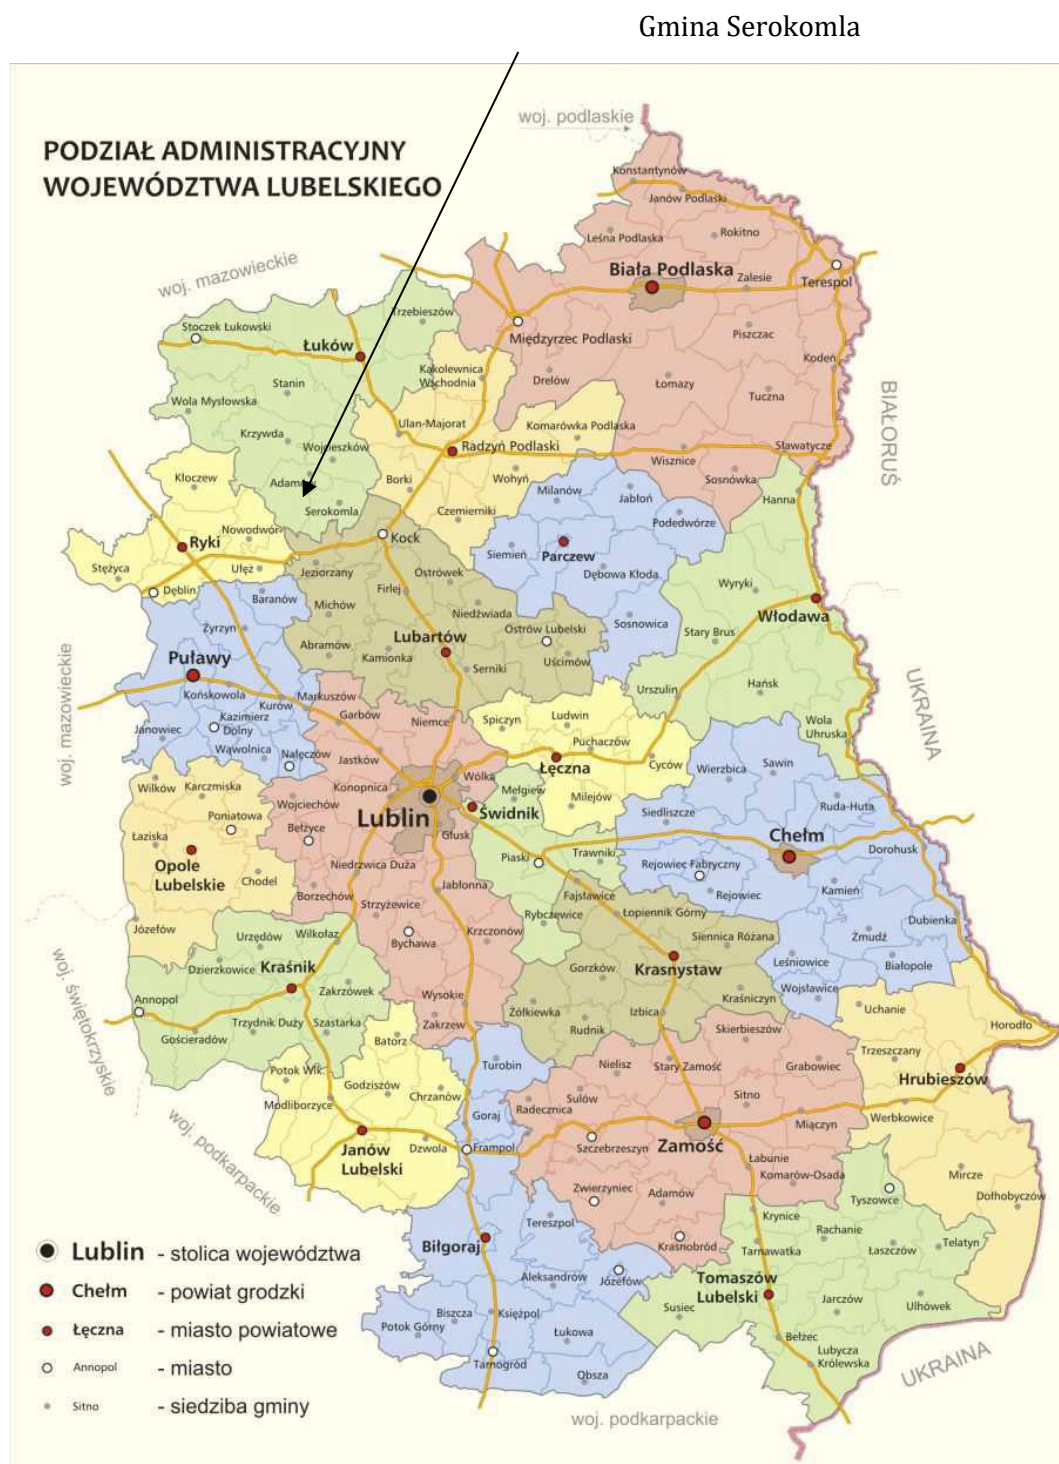 Gmina Serokomla
PODZIAŁ ADMINISTRACYJNY
WOJEWÓDZTWA LUBELSKIEGO
woj. podlaskie
Konstantynów
Janów Podlaski
Leśna Podlaska
Rokitno
woj. mazowieckie
Biała Podlaska
Zalesie
Terespol
Trzebieszów
Stoczek Łukowski
Łuków
Międzyrzec Podlaski
Piszczac
Kodeń
Kąkolewnica
Wschodnia
Stanin
Drelów
Łomazy
Tuczna
BIAŁORUŚ
Wola Mysłowska
Krzywda
Ulan-Majorat
Komarówka Podlaska
Wojcieszków
Radzyń Podlaski
Sławatycze
Wisznice
Kłoczew
Adamów
Borki
Wohyń
Sosnówka
Milanów
Jabłoń
Hanna
Serokomla
Czemierniki
Podedwórze
Nowodwór
Ryki
Kock
Siemień
Parczew
Stężyca
Ułęż
Jeziorzany
Ostrówek
Dębowa Kłoda
Wyryki
Dęblin
Baranów
Firlej
Michów
Niedźwiada
Włodawa
Żyrzyn
Lubartów
Ostrów Lubelski
Sosnowica
Stary Brus
Abramów
Kamionka
Uścimów
Puławy
Serniki
UKRAINA
woj. mazowieckie
Końskowola
Kurów
Markuszów
Urszulin
Hańsk
Garbów
Niemce
Spiczyn
Ludwin
Wola
Uhruska
Janowiec
Kazimierz
Dolny
Puchaczów
Wąwolnica
Nałęczów
Jastków
Łęczna
Cyców
Wierzbica
Sawin
Wólka
Wilków
Karczmiska
Konopnica
Mełgiew
Milejów
Wojciechów
Świdnik
Siedliszcze
Ruda-Huta
Poniatowa
Lublin
Bełżyce
Głusk
Chełm
Łaziska
Dorohusk
Opole
Lubelskie
Niedrzwica Duża
Piaski
Trawniki
Rejowiec Fabryczny
Chodel
Jabłonna
Rejowiec
Kamień
Borzechów
Fajsławice
Strzyżewice
Rybczewice
Łopiennik Górny
Dubienka
Józefów
Urzędów
Wilkołaz
Bychawa
Krzczonów
Siennica Różana
Żmudź
woj. świętokrzyskie
Dzierzkowice
Kraśnik
Gorzków
Krasnystaw
Leśniowice
Białopole
Zakrzówek
Wojsławice
Annopol
Wysokie
Kraśniczyn
Żółkiewka
Izbica
Uchanie
Trzydnik Duży
Szastarka
Zakrzew
Rudnik
Skierbieszów
Horodło
Gościeradów
Batorz
Turobin
Nielisz
Stary Zamość
Grabowiec
Trzeszczany
Potok Wlk.
Godziszów
Hrubieszów
Chrzanów
Sułów
Sitno
Modliborzyce
Goraj
Radecznica
Werbkowice
Miączyn
woj. podkarpackie
Janów
Lubelski
Dzwola
Frampol
Szczebrzeszyn
Zamość
Łabunie
Komarów-Osada
Mircze
Zwierzyniec
Adamów
Tyszowce
Dołhobyczów
Tereszpol
Krynice
Rachanie
Biłgoraj
Krasnobród
Tarnawatka
Łaszczów
Telatyn
Aleksandrów
Józefów
Tomaszów
Lubelski
Biszcza
Księżpol
Susiec
Jarczów
Ulhówek
Potok Górny
Łukowa
Bełżec
Tarnogród
Lubycza
Królewska
Obsza
UKRAINA
woj. podkarpackie
Lublin - stolica województwa
Chełm - powiat grodzki
Łęczna - miasto powiatowe
Annopol - miasto
Sitno - siedziba gminy